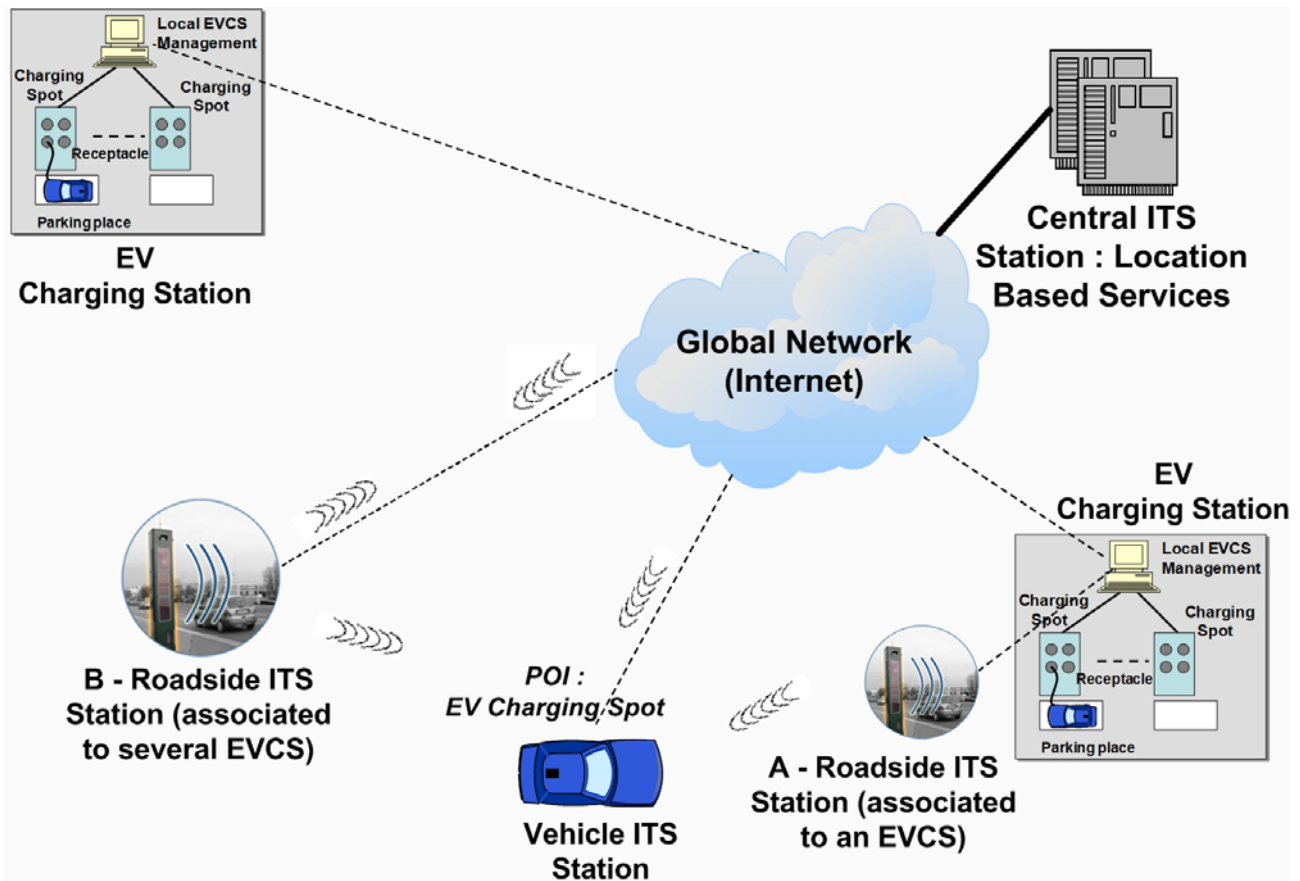 Local EVCS
Management
Charging
Spot
Charging
Spot
Receptacle
Parking place
EV
Charging Station
Central ITS
Station : Location
Based Services
Global Network
(Internet)
EV
Charging Station
Local EVCS
Management
Charging
Spot
Charging
Spot
Receptacle
Parking place
B - Roadside ITS
Station (associated
to several EVCS)
POI :
EV Charging Spot
Vehicle ITS
Station
A - Roadside ITS
Station (associated
to an EVCS)